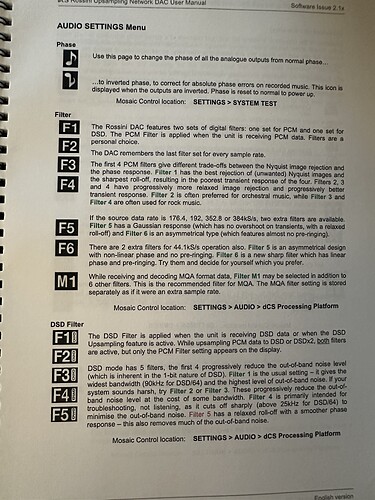 dCS Rossini Upsampling Network DAC User Manual
Software Issue 2.1x
AUDIO SETTINGS Menu
Phase
Use this page to change the phase of all the analogue outputs from normal phase…
…to inverted phase, to correct for absolute phase errors on recorded music. This icon is
displayed when the outputs are inverted. Phase is reset to normal to power up.
Mosaic Control location: SETTINGS > SYSTEM TEST
Filter
F1
The Rossini DAC features two sets of digital filters: one set for PCM and one set for
DSD. The PCM Filter is applied when the unit is receiving PCM data. Filters are a
personal choice.
F2
The DAC remembers the last filter set for every sample rate.
F3
The first 4 PCM filters give different trade-offs between the Nyquist image rejection and
the phase response. Filter 1 has the best rejection of (unwanted) Nyquist images and
F4
the sharpest roll-off, resulting in the poorest transient response of the four. Filters 2, 3
and 4 have progressively more relaxed image rejection and progressively better
transient response. Filter 2 is often preferred for orchestral music, while Filter 3 and
Filter 4 are often used for rock music.
F5
If the source data rate is 176.4, 192, 352.8 or 384kS/s, two extra filters are available.
Filter 5 has a Gaussian response (which has no overshoot on transients, with a relaxed
roll-off) and Filter 6 is an asymmetrical type (which features almost no pre-ringing).
F6
There are 2 extra filters for 44.1kS/s operation also. Filter 5 is an asymmetrical design
with non-linear phase and no pre-ringing. Filter 6 is a new sharp filter which has linear
phase and pre-ringing. Try them and decide for yourself which you prefer.
M1
While receiving and decoding MQA format data, Filter M1 may be selected in addition to
6 other filters. This is the recommended filter for MQA. The MQA filter setting is stored
separately as if it were an extra sample rate.
Mosaic Control location: SETTINGS > AUDIO > dCS Processing Platform
DSD Filter
F1
The DSD Filter is applied when the unit is receiving DSD data or when the DSD
Upsampling feature is active. While upsampling PCM data to DSD or DSDx2, both filters
F2
are active, but only the PCM Filter setting appears on the display.
F3
DSD mode has 5 filters, the first 4 progressively reduce the out-of-band noise level
(which is inherent in the 1-bit nature of DSD). Filter 1 is the usual setting – it gives the
widest bandwidth (90kHz for DSD/64) and the highest level of out-of-band noise. If your
F4
system sounds harsh, try Filter 2 or Filter 3. These progressively reduce the out-of-
band noise level at the cost of some bandwidth. Filter 4 is primarily intended for
troubleshooting, not listening, as it cuts off sharply (above 25kHz for DSD/64) to
F5
minimise the out-of-band noise. Filter 5 has a relaxed roll-off with a smoother phase
response – this also removes much of the out-of-band noise.
Mosaic Control location: SETTINGS > AUDIO > dCS Processing Platform
English version